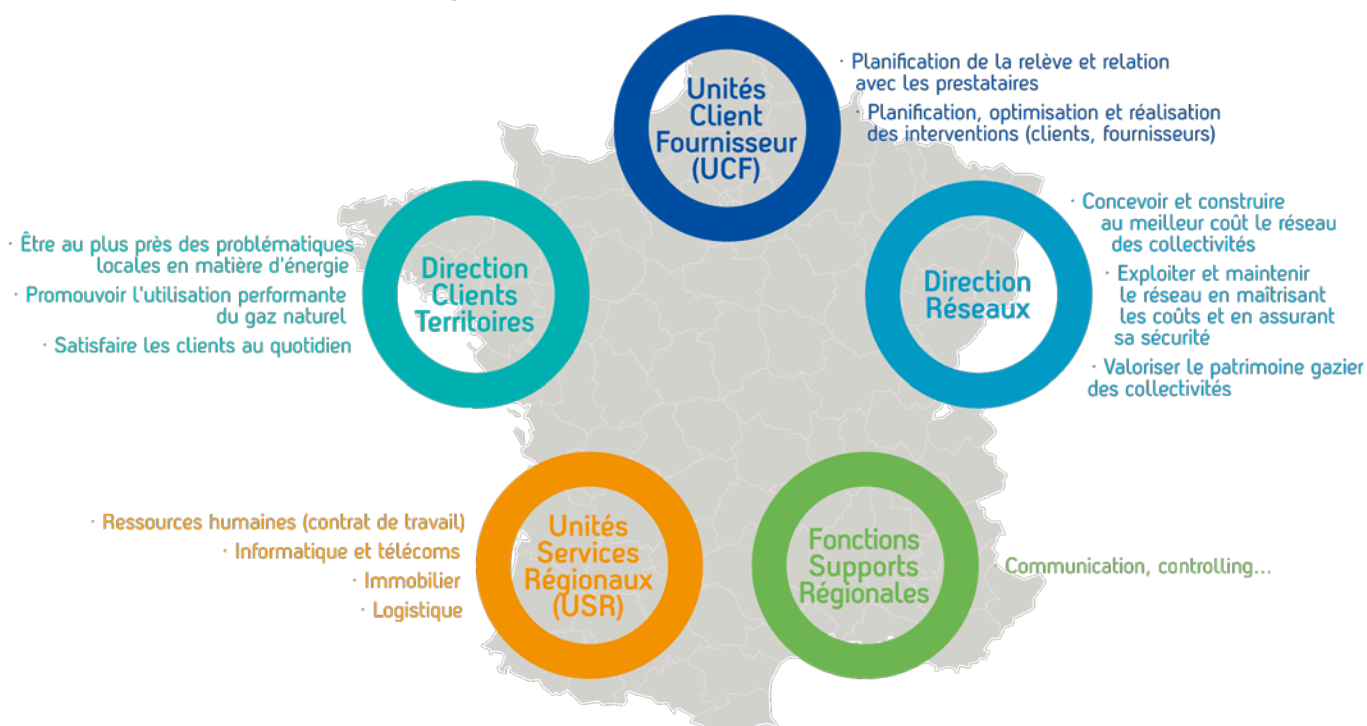 Unités
Client
Fournisseur
(UCF)
· Planification de la relève et relation
avec les prestataires
· Planification, optimisation et réalisation
des interventions (clients, fournisseurs)
· Être au plus près des problématiques
locales en matière d'énergie
· Promouvoir l'utilisation performante
du gaz naturel
· Satisfaire les clients au quotidien
Direction
Clients
Territoires
Direction
Réseaux
· Concevoir et construire
au meilleur coût le réseau
des collectivités
· Exploiter et maintenir
le réseau en maîtrisant
les coûts et en assurant
sa sécurité
· Valoriser le patrimoine gazier
des collectivités
· Ressources humaines (contrat de travail)
· Informatique et télécoms
· Immobilier
· Logistique
Unités
Services
Régionaux
(USR)
Fonctions
Supports
Régionales
· Communication, controlling...